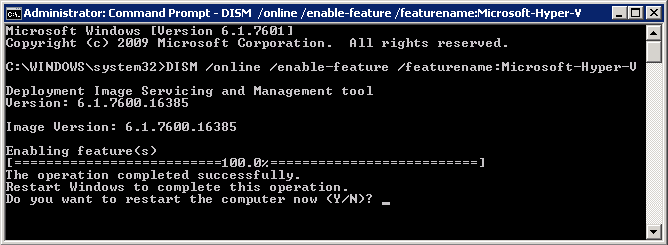 Administrator: Command Prompt - DISM  /online /enable-feature /featurename:Microsoft-Hyper-V
Microsoft Windows [Version 6.1.7601]
Copyright (c) 2009 Microsoft Corporation.  All rights reserved.
C:\WINDOWS\system32>DISM /online /enable-feature /featurename:Microsoft-Hyper-V
Deployment Image Servicing and Management tool
Version: 6.1.7600.16385
Image Version: 6.1.7600.16385
Enabling feature(s)
[==========================100.0%==========================]
The operation completed successfully.
Restart Windows to complete this operation.
Do you want to restart the computer now (Y/N)? _